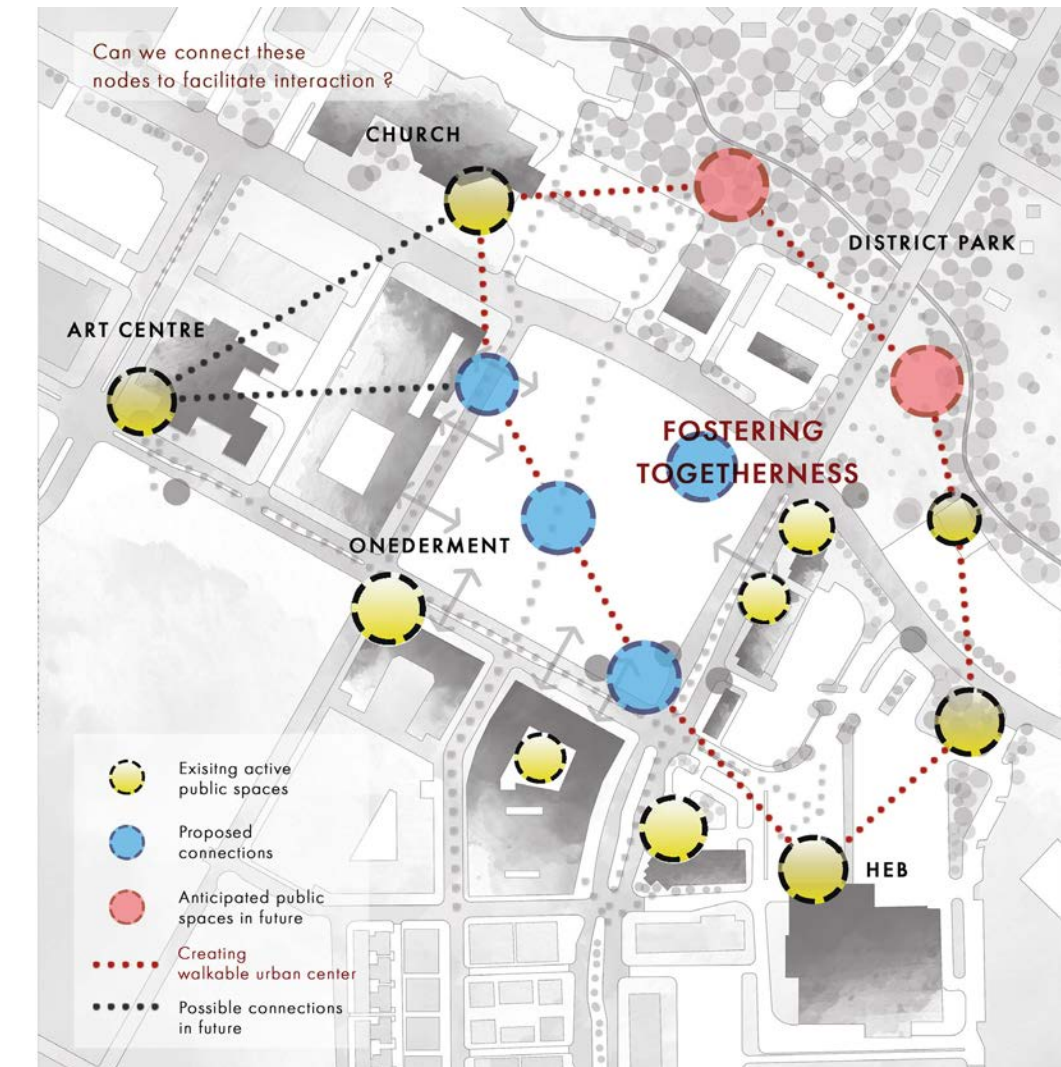 Can we connect these
nodes to facilitate interaction ?
CHURCH
DISTRICT PARK
ART CENTRE
FOSTERING
TOGETHERNESS
ONEDERMENT
HEB
Exisitng active
public spaces
Proposed
connections
Anticipated public
spaces in future
Creating
walkable urban center
Possible connections
in future